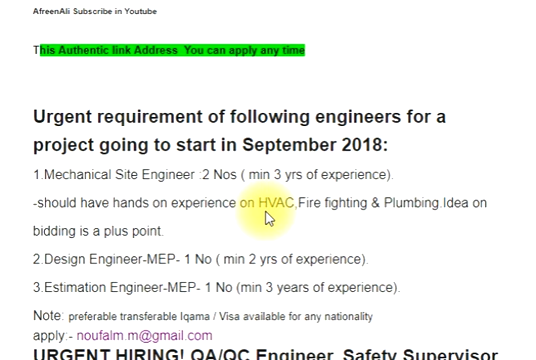 AfreenAli Subscribe in Youtube
This Authentic link Address You can apply any time
Urgent requirement of following engineers for a
project going to start in September 2018:
1.Mechanical Site Engineer :2 Nos ( min 3 yrs of experience).
-should have hands on experience on HVAC,Fire fighting & Plumbing.Idea on
bidding is a plus point.
2.Design Engineer-MEP- 1 No ( min 2 yrs of experience).
3.Estimation Engineer-MEP- 1 No (min 3 years of experience).
Note: preferable transferable Iqama / Visa available for any nationality
apply:- noufalm.m@gmail.com
URGENT HIRING! QA/QC Engineer, Safety Supervisor